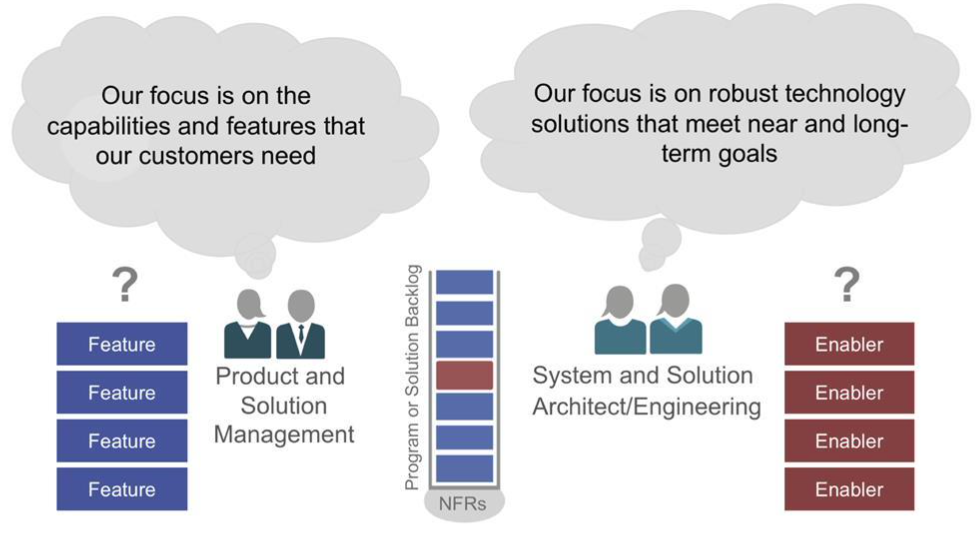 Our focus is on the
capabilities and features that
our customers need
Our focus is on robust technology
solutions that meet near and long-
term goals
?
Feature
Feature
Feature
Feature
Product and
Solution
Management
Program or Solution Backlog
NFRs
System and Solution
Architect/Engineering
?
Enabler
Enabler
Enabler
Enabler